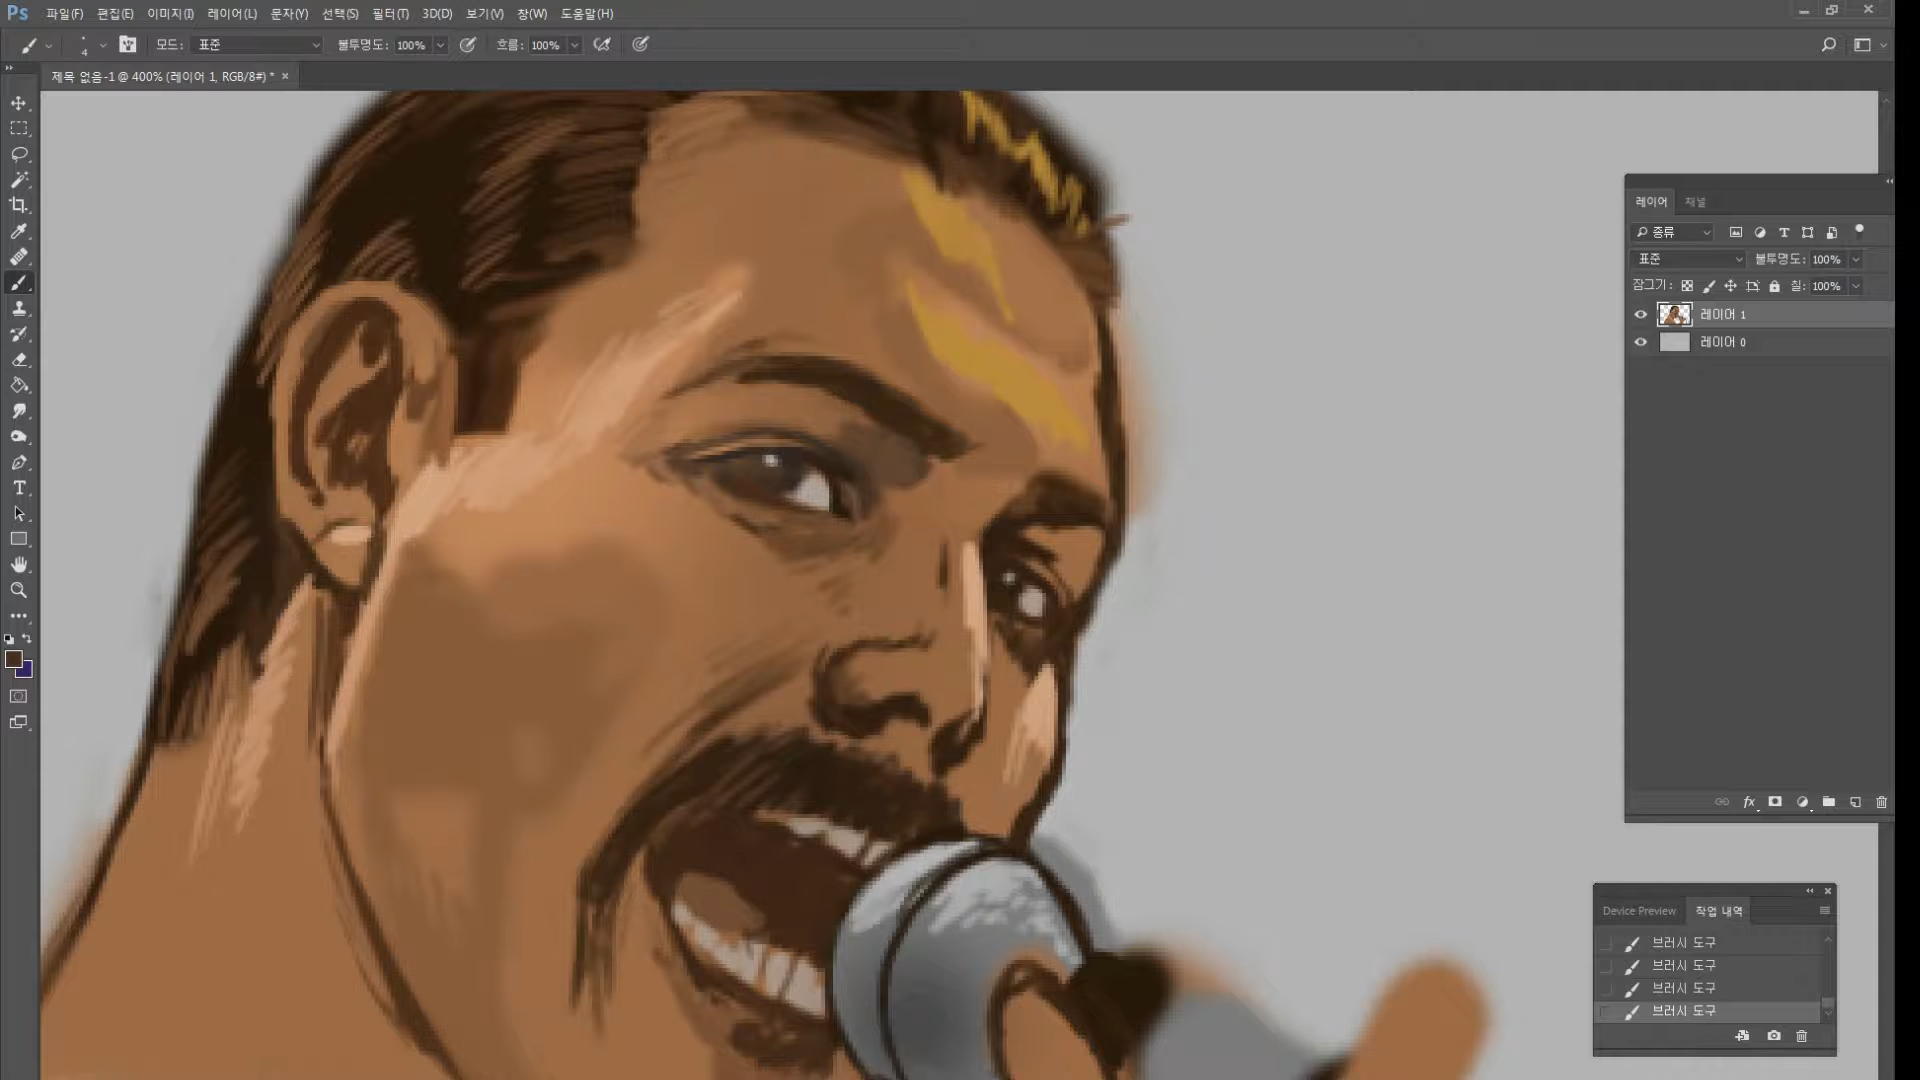 Ps 파일(F) 편집(E) 이미지(I) 레이어(L) 문자(Y) 선택(S) 필터(T) 3D(D) 보기(V) 창(W) 도움말(H)
4 모드: 표준 불투명도: 100% 흐름: 100%
제목 없음-1 @ 400% (레이어 1, RGB/8#) *
레이어 채널
종류
표준 불투명도: 100%
잠그기: 칠: 100%
레이어 1
레이어 0
fx
Device Preview 작업 내역
브러시 도구
브러시 도구
브러시 도구
브러시 도구